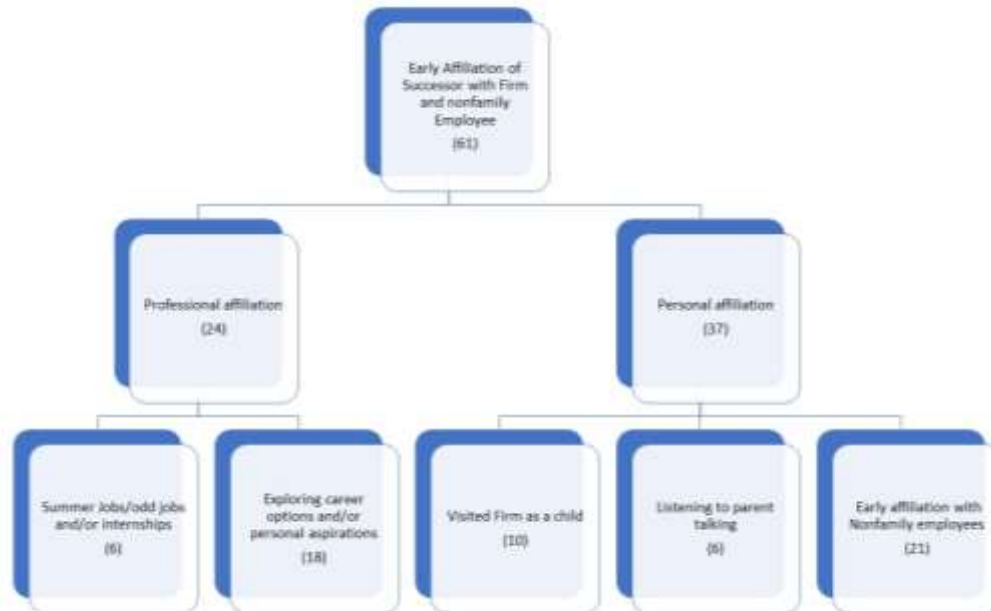 Early Affiliation of
Successor with Firm
and nonfamily
Employee
(61)
Professional affiliation
(24)
Personal affiliation
(37)
Summer Jobs/odd jobs
and/or internships
(6)
Exploring career
options and/or
personal aspirations
(18)
Visited Firm as a child
(10)
Listening to parent
talking
(6)
Early affiliation with
Nonfamily employees
(21)